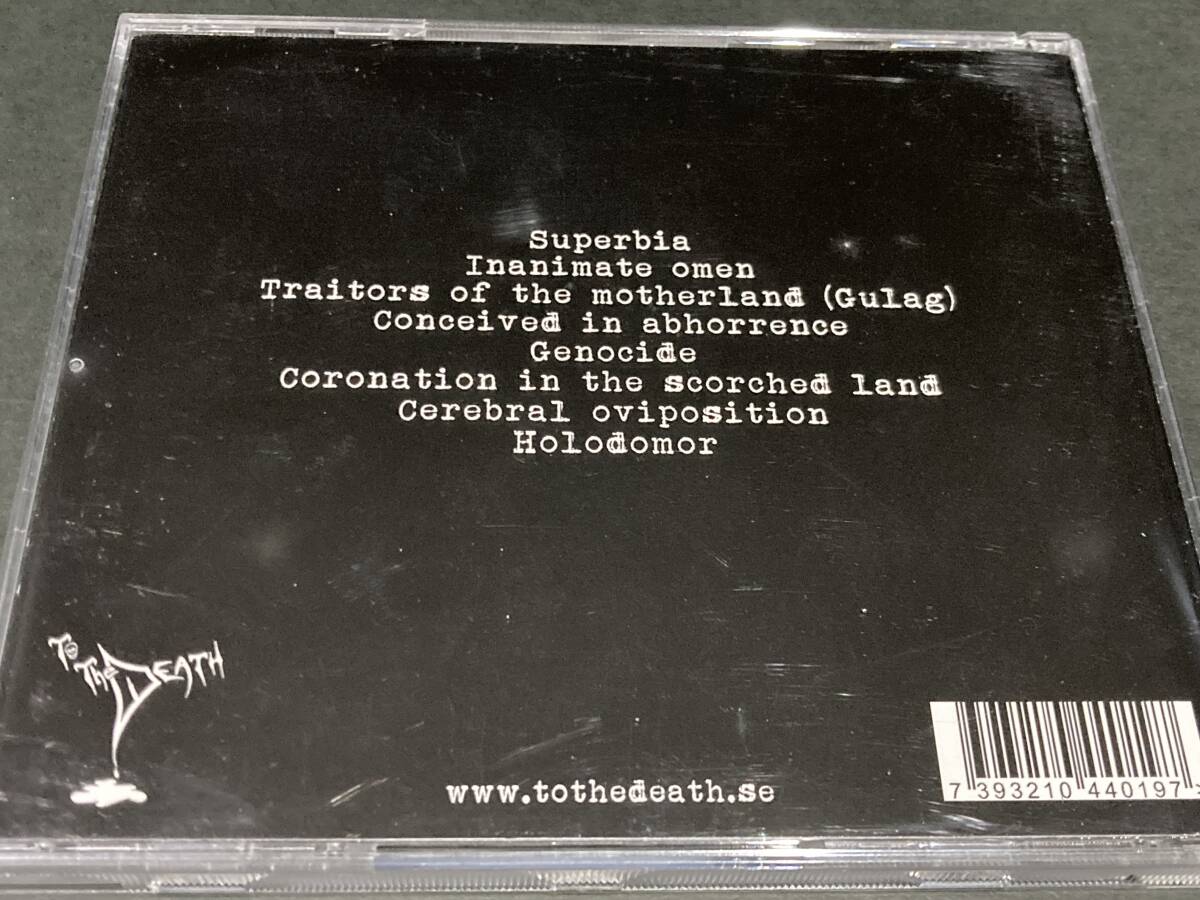 Superbia
Inanimate omen
Traitors of the motherland (Gulag)
Conceived in abhorrence
Genocide
Coronation in the scorched land
Cerebral oviposition
Holodomor
To The Death
www.tothedeath.se
7 393210 440197 >